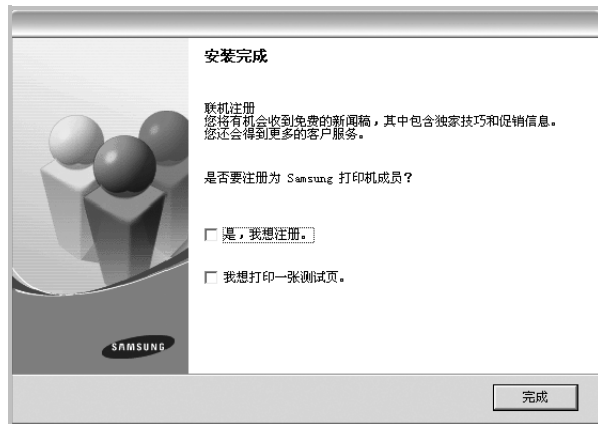 安装完成
联机注册
您将有机会收到免费的新闻稿，其中包含独家技巧和促销信息。
您还会得到更多的客户服务。
是否要注册为 Samsung 打印机成员？
是，我想注册。
我想打印一张测试页。
SAMSUNG
完成